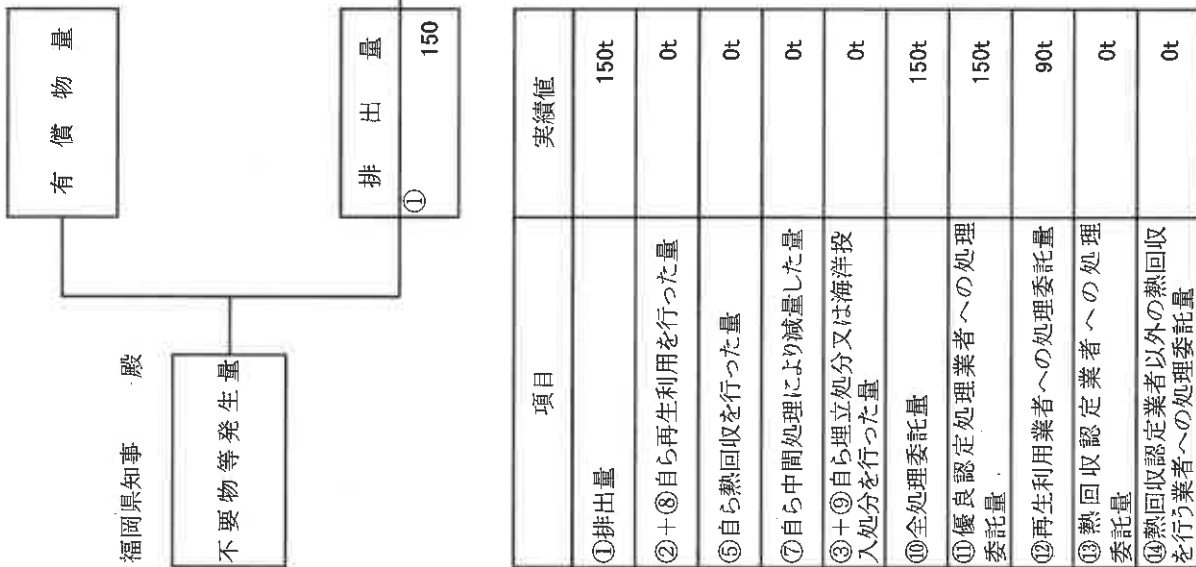 福岡県知事 殿
不要物等発生量
有償物量
排出量
① 150
項目 実績値
①排出量 150t
②＋⑧自ら再生利用を行った量 0t
⑤自ら熱回収を行った量 0t
⑦自ら中間処理により減量した量 0t
③＋⑨自ら埋立処分又は海洋投
入処分を行った量 0t
⑩全処理委託量 150t
⑪優良認定処理業者への処理
委託量 150t
⑫再生利用業者への処理委託量 90t
⑬熱回収認定業者への処理
委託量 0t
⑭熱回収認定業者以外の熱回収
を行う業者への処理委託量 0t